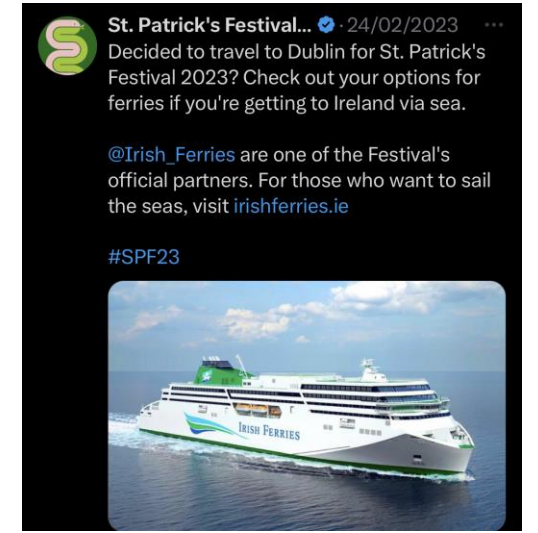 St. Patrick's Festival... · 24/02/2023 ...
Decided to travel to Dublin for St. Patrick's
Festival 2023? Check out your options for
ferries if you're getting to Ireland via sea.
@Irish_Ferries are one of the Festival's
official partners. For those who want to sail
the seas, visit irishferries.ie
#SPF23
IRISH FERRIES